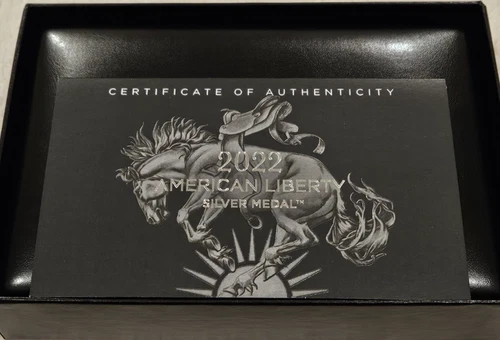 CERTIFICATE OF AUTHENTICITY
2022
AMERICAN LIBERTY
SILVER MEDAL™